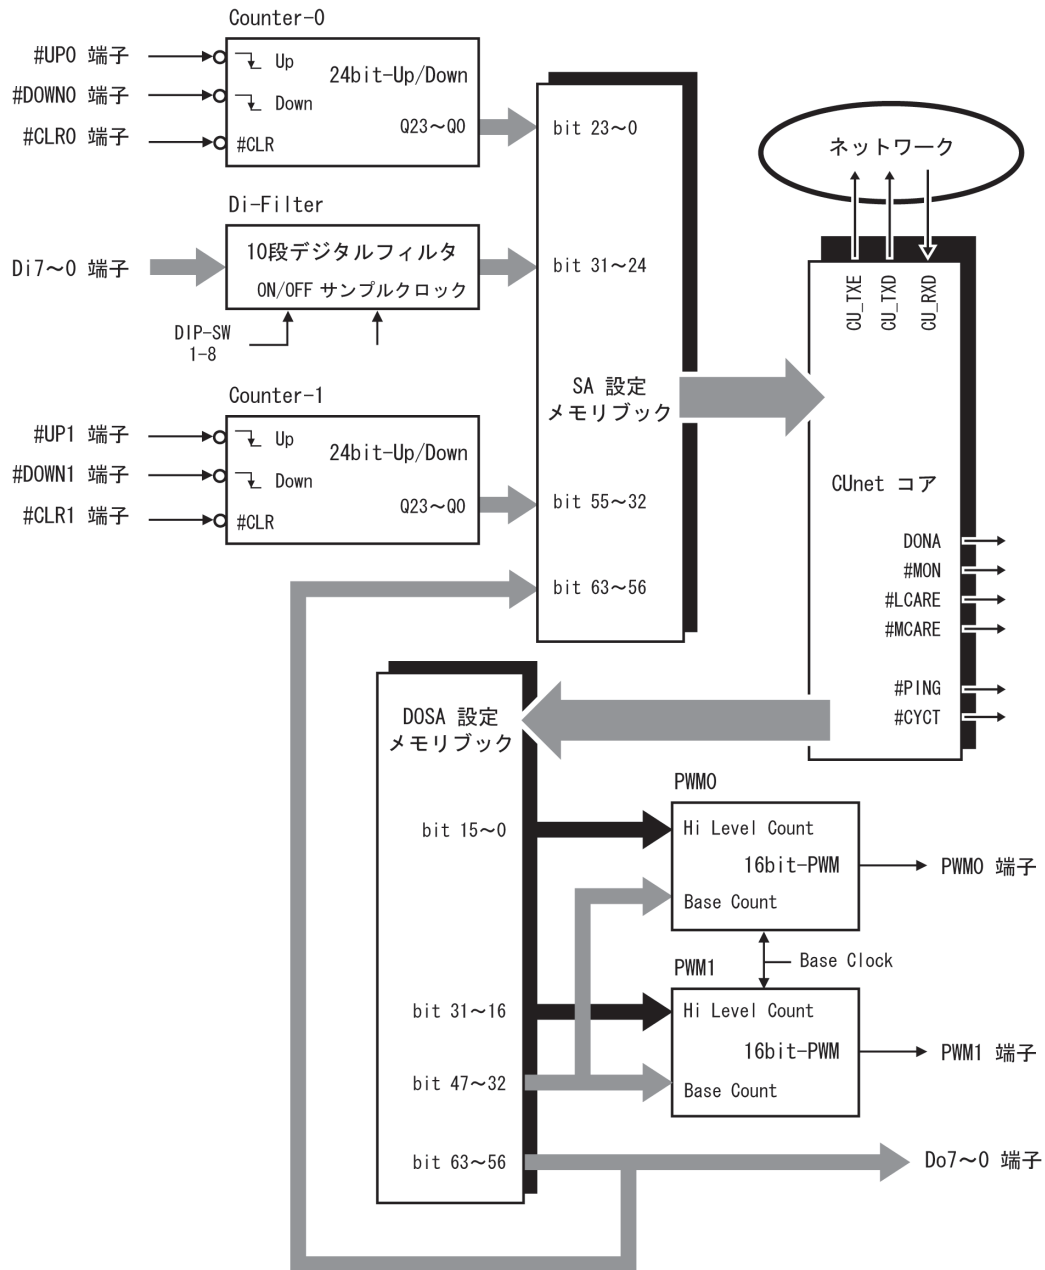 Counter-0
#UP0 端子
Up
24bit-Up/Down
#DOWN0 端子
Down
Q23～Q0
#CLR0 端子
#CLR
bit 23～0
ネットワーク
Di-Filter
Di7～0 端子
10段デジタルフィルタ
ON/OFF サンプルクロック
bit 31～24
DIP-SW
1-8
CU_TXE
CU_TXD
CU_RXD
SA 設定
メモリブック
Counter-1
#UP1 端子
Up
24bit-Up/Down
#DOWN1 端子
Down
Q23～Q0
#CLR1 端子
#CLR
bit 55～32
bit 63～56
CUnet コア
DONA
#MON
#LCARE
#MCARE
#PING
#CYCT
DOSA 設定
メモリブック
PWM0
bit 15～0
Hi Level Count
16bit-PWM
PWM0 端子
Base Count
Base Clock
PWM1
bit 31～16
Hi Level Count
16bit-PWM
PWM1 端子
bit 47～32
Base Count
bit 63～56
Do7～0 端子